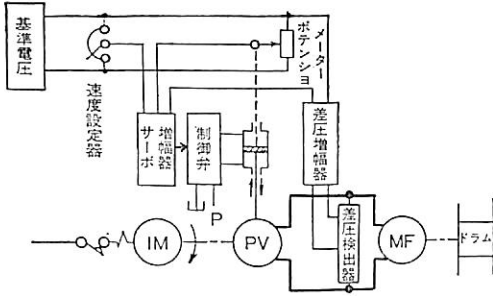 基準電圧
速度設定器
サーボ
増幅器
制御弁
ポテンショ
メーター
差圧増幅器
P
IM
PV
差圧検出器
MF
ドラム